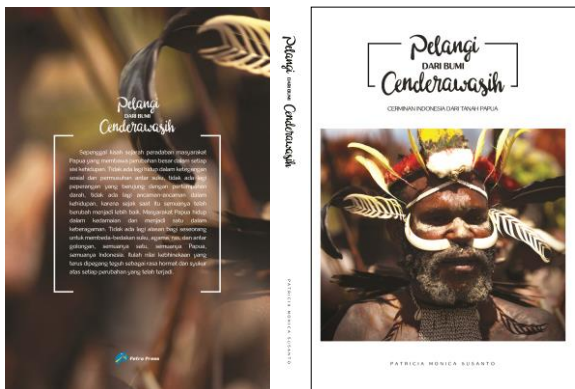 Pelangi
DARI BUMI
Cenderawasih
Sepenggal kisah sejarah peradaban masyarakat
Papua yang membawa perubahan besar dalam setiap
sisi kehidupan. Tidak ada lagi hidup dalam ketegangan
sosial dan permusuhan antar suku, tidak ada lagi
peperangan yang berujung dengan pertumpahan
darah, tidak ada lagi ancaman-ancaman dalam
kehidupan, karena sejak saat itu semuanya telah
berubah menjadi lebih baik. Masyarakat Papua hidup
dalam kedamaian dan menjadi satu dalam
keberagaman. Tidak ada lagi alasan bagi seseorang
untuk membeda-bedakan suku, agama, ras, dan antar
golongan, semuanya satu, semuanya Papua,
semuanya Indonesia. Itulah nilai kebhinekaan yang
terus dipegang teguh sebagai rasa hormat dan syukur
atas setiap perubahan yang telah terjadi.
Petra Press
Pelangi DARI BUMI Cenderawasih
PATRICIA MONICA SUSANTO
Pelangi
DARI BUMI
Cenderawasih
CERMINAN INDONESIA DARI TANAH PAPUA
PATRICIA MONICA SUSANTO